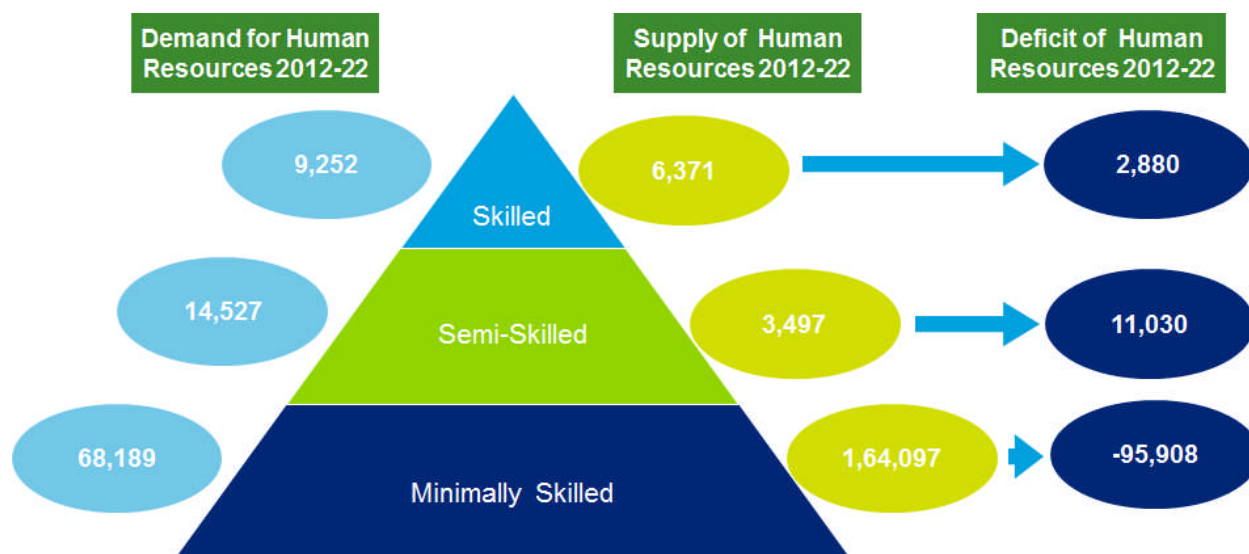 Demand for Human
Resources 2012-22
Supply of Human
Resources 2012-22
Deficit of Human
Resources 2012-22
9,252
Skilled
6,371
2,880
14,527
Semi-Skilled
3,497
11,030
68,189
Minimally Skilled
1,64,097
-95,908